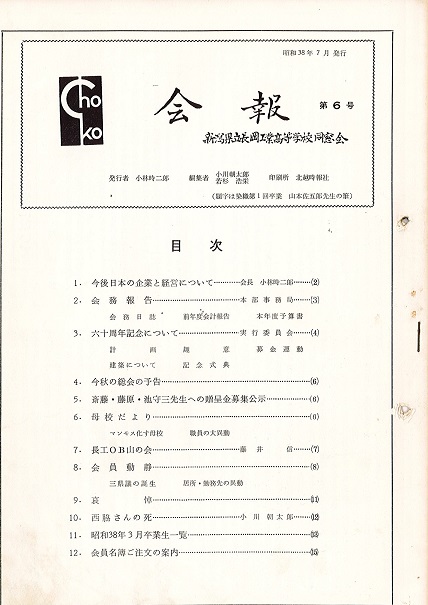 昭和38年7月発行
Choko
会報 第6号
新潟県立長岡工業高等学校同窓会
発行者 小林時二郎 編集者 小川朝太郎 若杉浩栄 印刷所 北越時報社
(題字は染織第1回卒業 山本佐五郎先生の筆)
目次
1. 今後日本の企業と経営について………会長 小林時二郎……(2)
2. 会務報告………本部事務局……(3)
会務日誌 前年度会計報告 本年度予算書
3. 六十周年記念について………実行委員会……(4)
計画 趣意 募金運動
建築について 記念式典
4. 今秋の総会の予告………(6)
5. 斎藤・藤原・池守三先生への贈呈金募集公示………(6)
6. 母校だより………(6)
マンモス化す母校 職員の大異動
7. 長工OB山の会………藤井 信……(7)
8. 会員動静………(8)
三県議の誕生 居所・勤務先の異動
9. 哀悼………(11)
10. 西脇さんの死………小川朝太郎……(12)
11. 昭和38年3月卒業生一覧………(13)
12. 会員名簿ご注文の案内………(15)